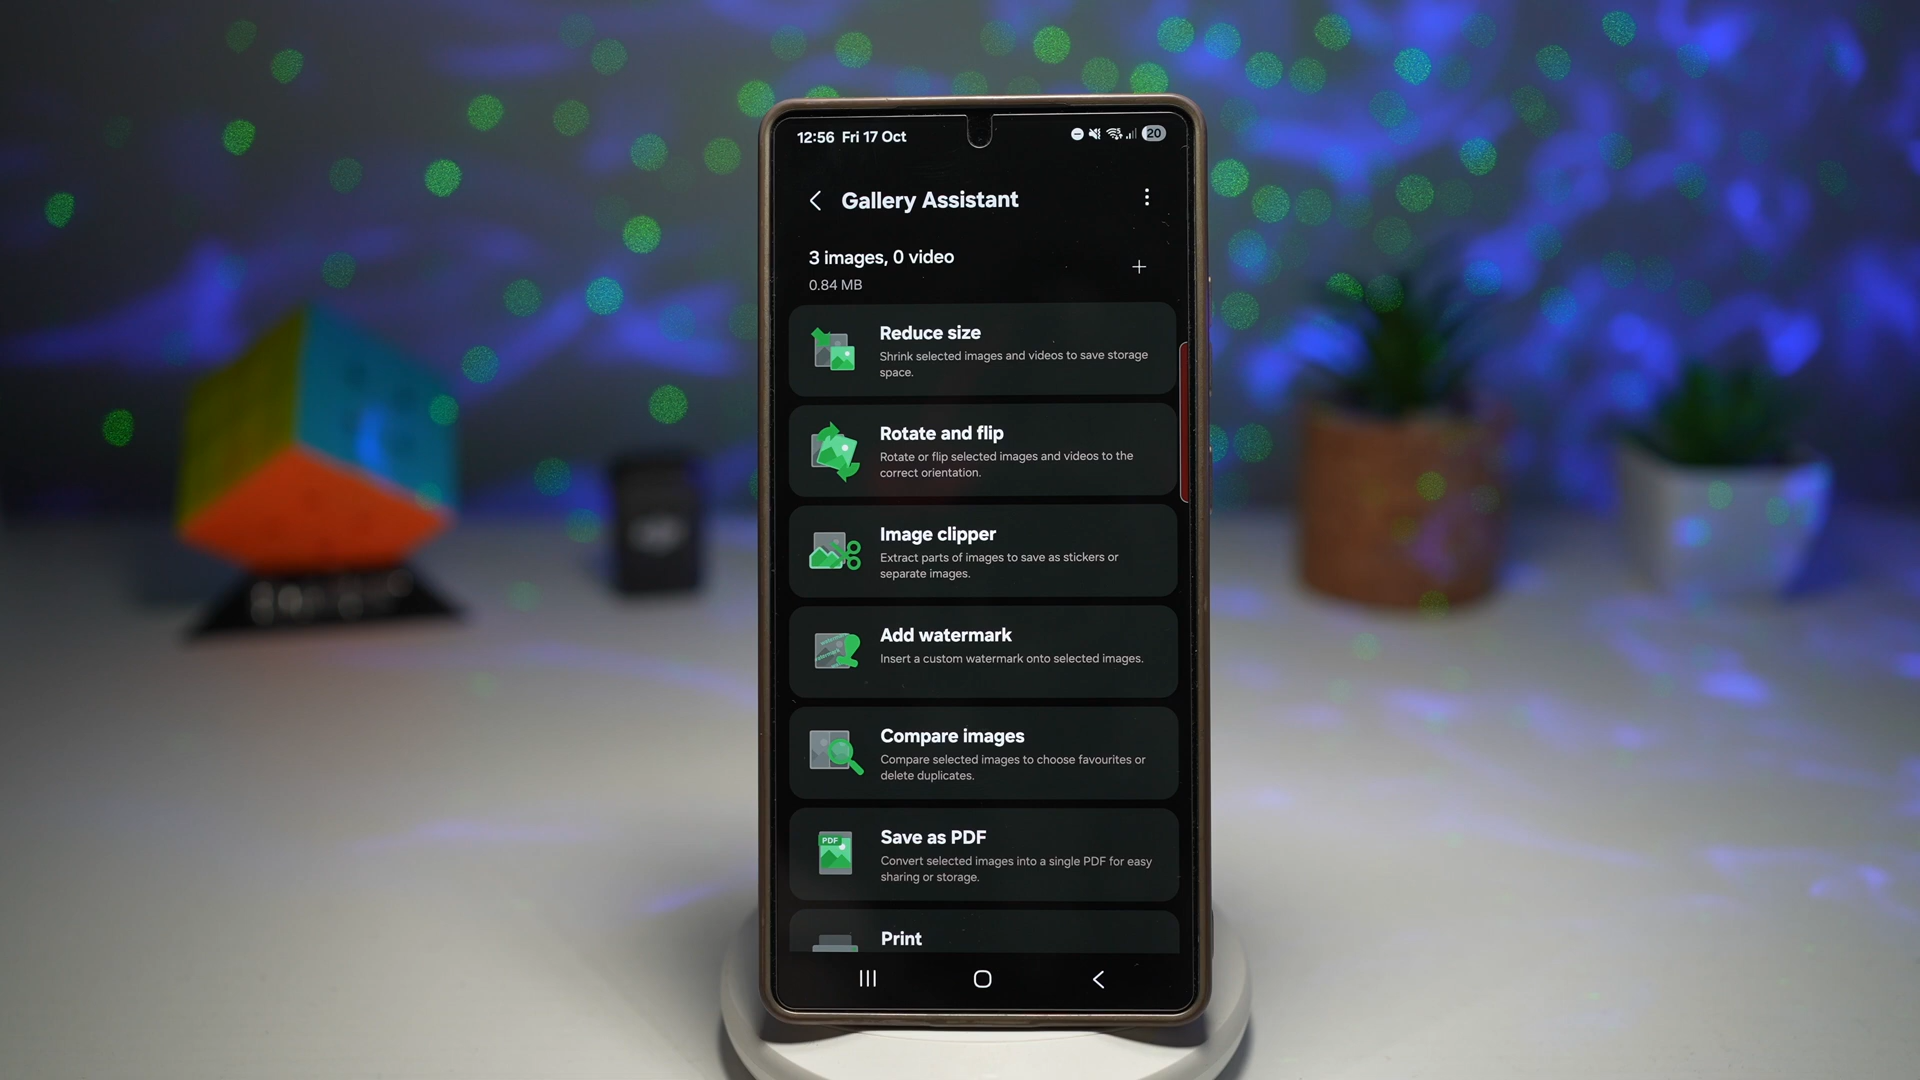 12:56 Fri 17 Oct
20
Gallery Assistant
3 images, 0 video
0.84 MB
Reduce size
Shrink selected images and videos to save storage
space.
Rotate and flip
Rotate or flip selected images and videos to the
correct orientation.
Image clipper
Extract parts of images to save as stickers or
separate images.
Add watermark
Insert a custom watermark onto selected images.
Compare images
Compare selected images to choose favourites or
delete duplicates.
PDF
Save as PDF
Convert selected images into a single PDF for easy
sharing or storage.
Print